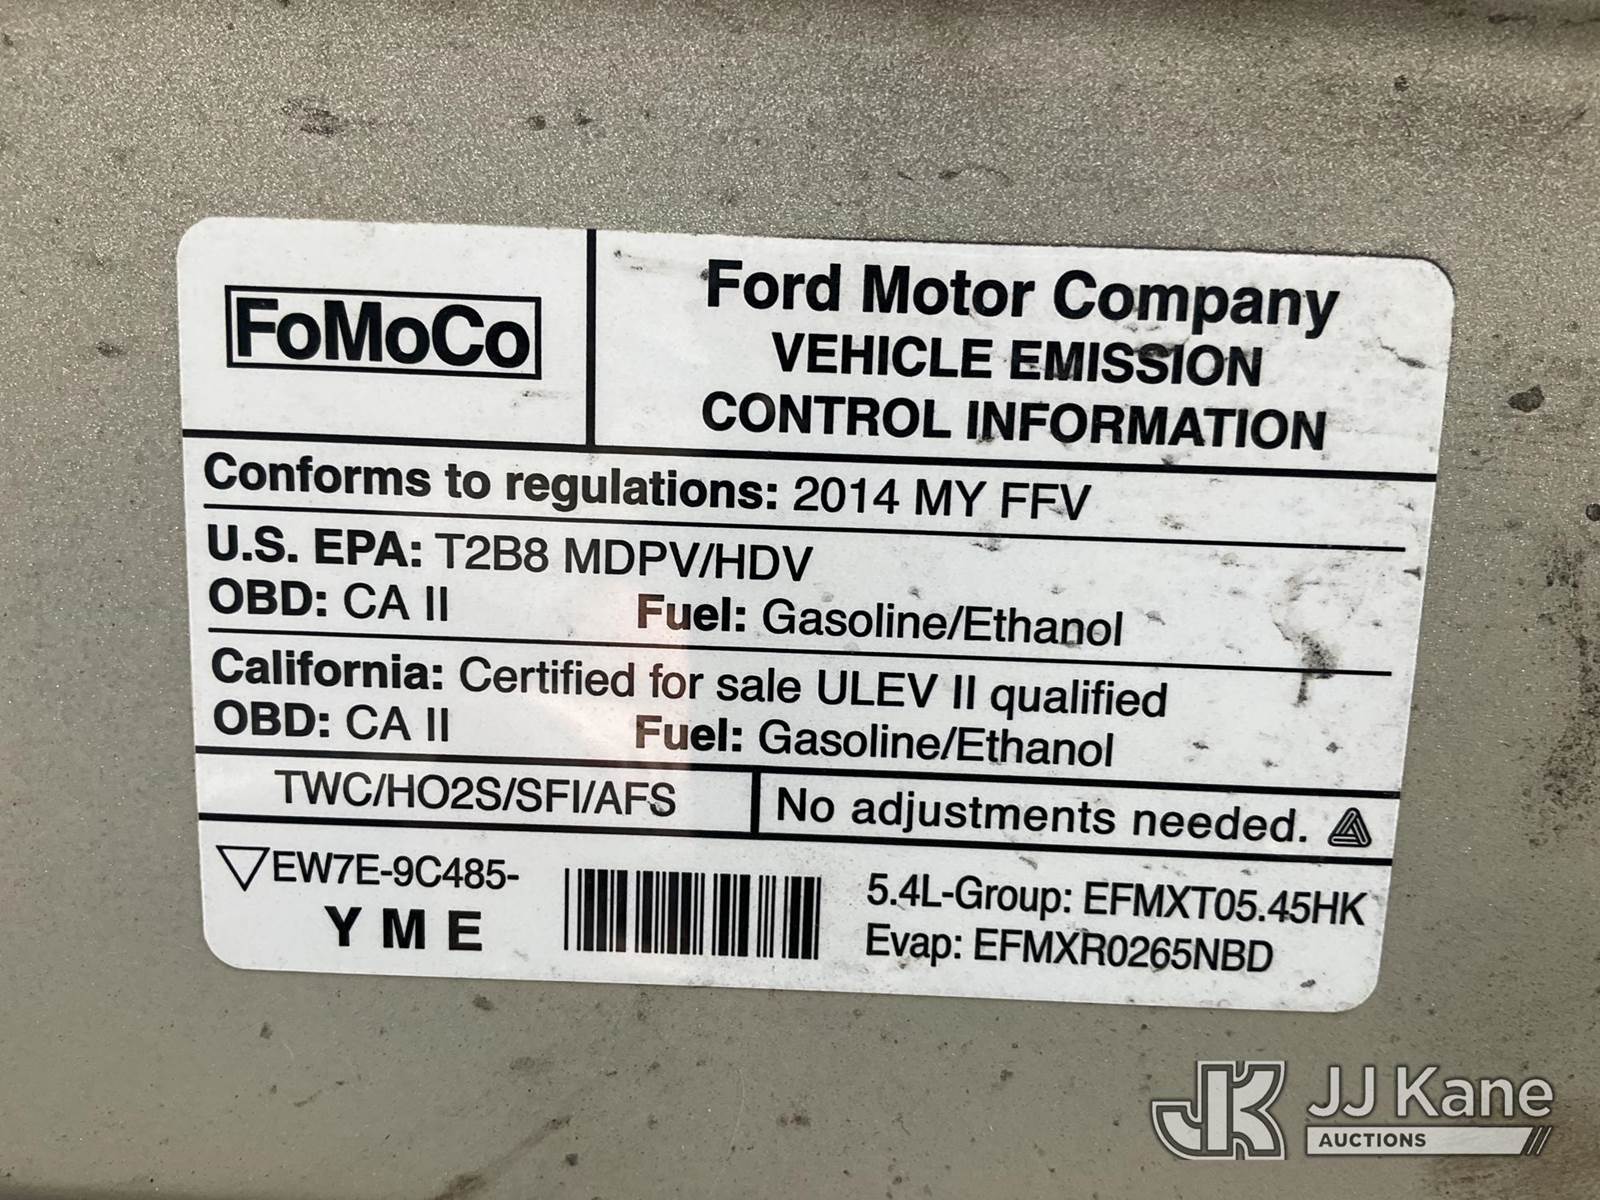 FoMoCo
Ford Motor Company
VEHICLE EMISSION
CONTROL INFORMATION
Conforms to regulations: 2014 MY FFV
U.S. EPA: T2B8 MDPV/HDV
OBD: CA II Fuel: Gasoline/Ethanol
California: Certified for sale ULEV II qualified
OBD: CA II Fuel: Gasoline/Ethanol
TWC/HO2S/SFI/AFS
No adjustments needed.
EW7E-9C485-
YME
5.4L-Group: EFMXT05.45HK
Evap: EFMXR0265NBD
JK JJ Kane
AUCTIONS